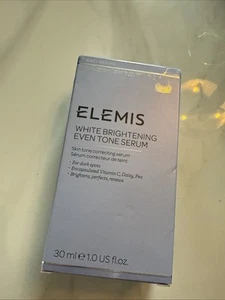 ELEMIS
WHITE BRIGHTENING
EVEN TONE SERUM
Skin tone correcting serum
Sérum correcteur de teint
• For dark spots
• Encapsulated Vitamin C, Daisy, Pea
• Brightens, perfects, renews
30 ml ℮ 1.0 US fl.oz.